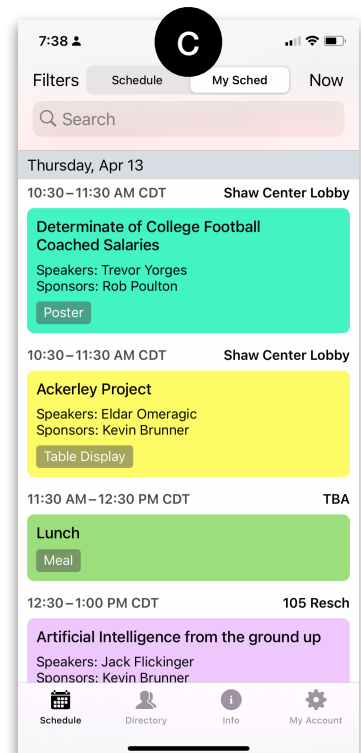 C
7:38
Filters Schedule My Sched Now
Search
Thursday, Apr 13
10:30–11:30 AM CDT Shaw Center Lobby
Determinate of College Football
Coached Salaries
Speakers: Trevor Yorges
Sponsors: Rob Poulton
Poster
10:30–11:30 AM CDT Shaw Center Lobby
Ackerley Project
Speakers: Eldar Omeragic
Sponsors: Kevin Brunner
Table Display
11:30 AM–12:30 PM CDT TBA
Lunch
Meal
12:30–1:00 PM CDT 105 Resch
Artificial Intelligence from the ground up
Speakers: Jack Flickinger
Sponsors: Kevin Brunner
Schedule Directory Info My Account